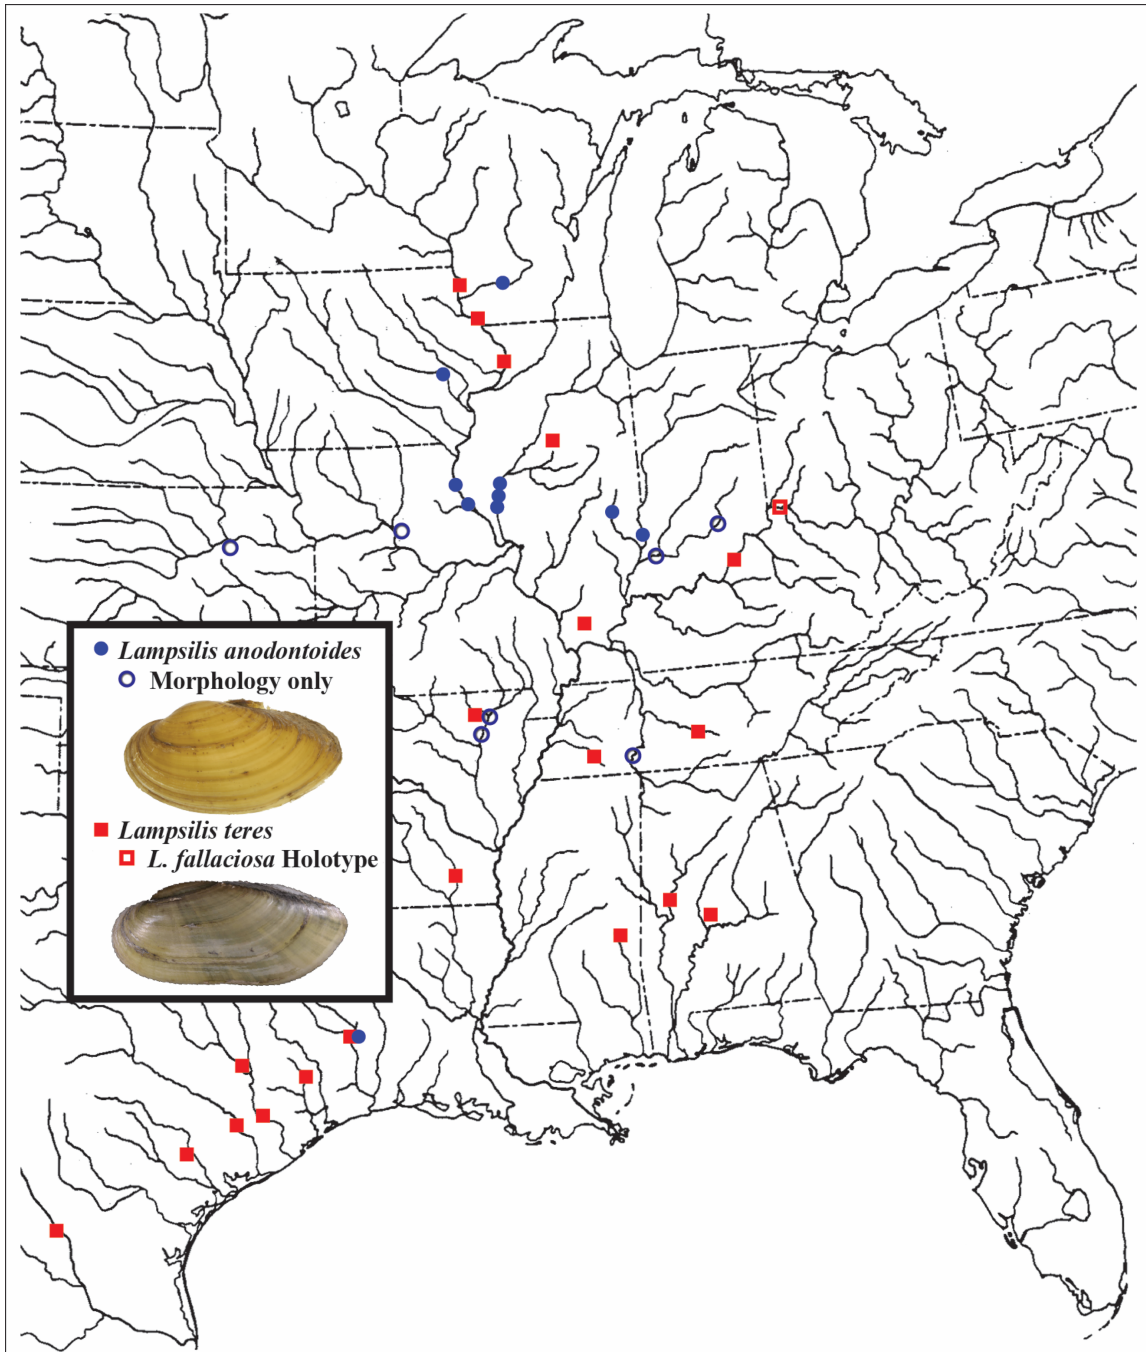 Lampsilis anodontoides
Morphology only
Lampsilis teres
L. fallaciosa Holotype